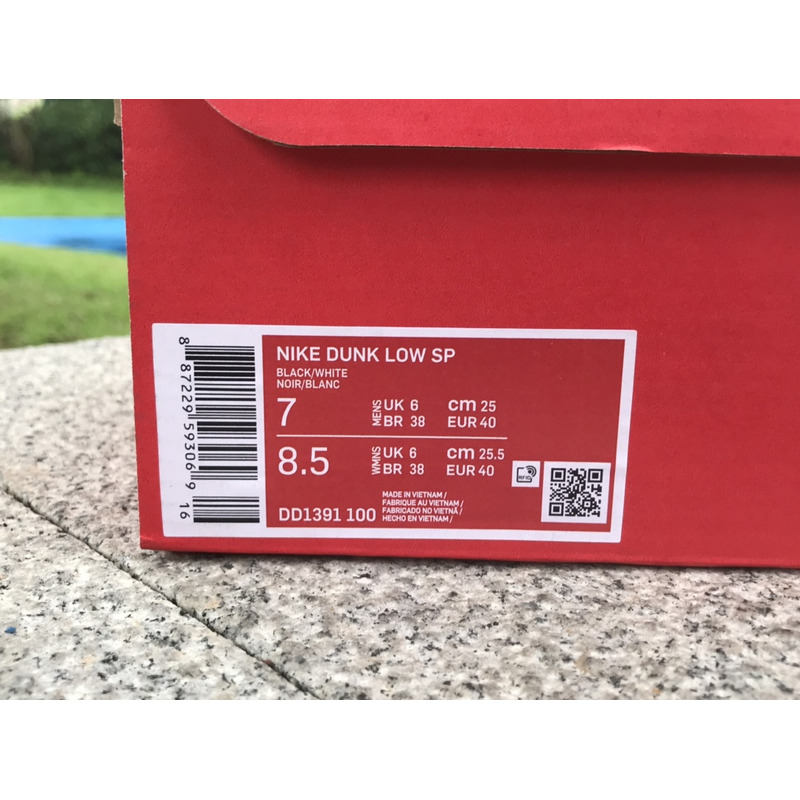 NIKE DUNK LOW SP
BLACK/WHITE
NOIR/BLANC
7 MENS UK 6 cm 25
BR 38 EUR 40
8.5 WMNS UK 6 cm 25.5
BR 38 EUR 40
RFID
DD1391 100
MADE IN VIETNAM /
FABRIQUE AU VIETNAM /
FABRICADO NO VIETNÃ /
HECHO EN VIETNAM /
8 87229 59306 9 16